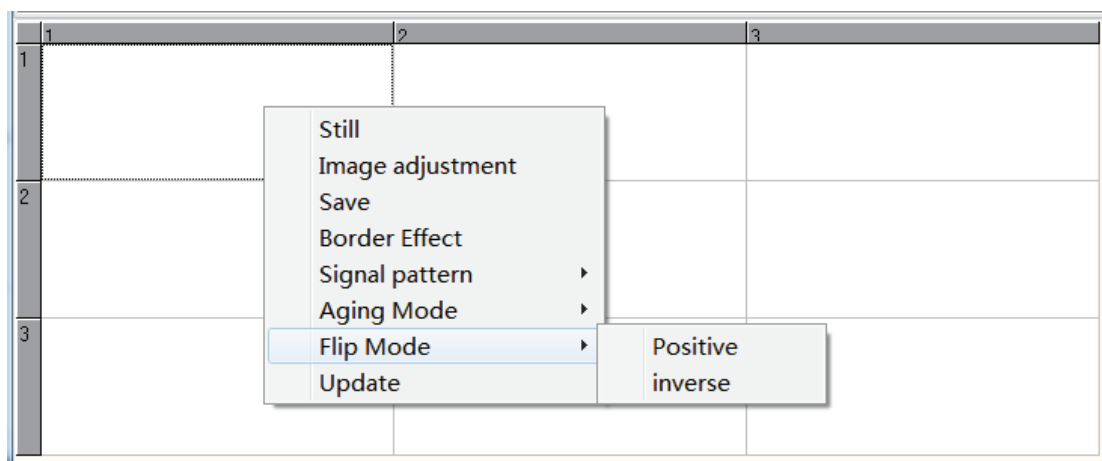 1 2 3
1
Still
Image adjustment
Save
2
Border Effect
Signal pattern
Aging Mode
3
Flip Mode
Positive
Update
inverse